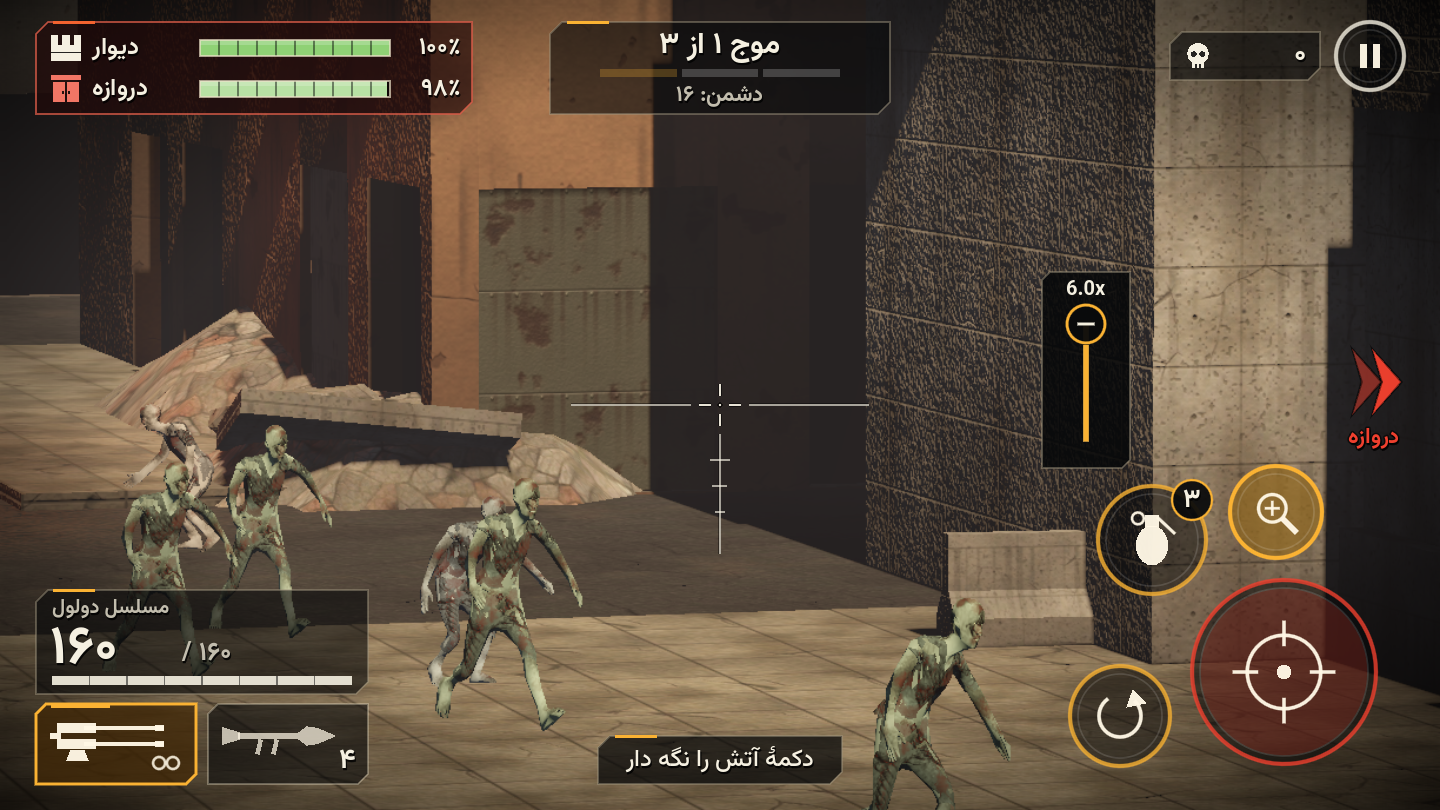 دیوار ۱۰۰٪
دروازه ۹۸٪
موج ۱ از ۳
دشمن: ۱۶
۰
6.0x
دروازه
۳
مسلسل دولول
۱۶۰ / ۱۶۰
∞
۴
دکمهٔ آتش را نگه دار